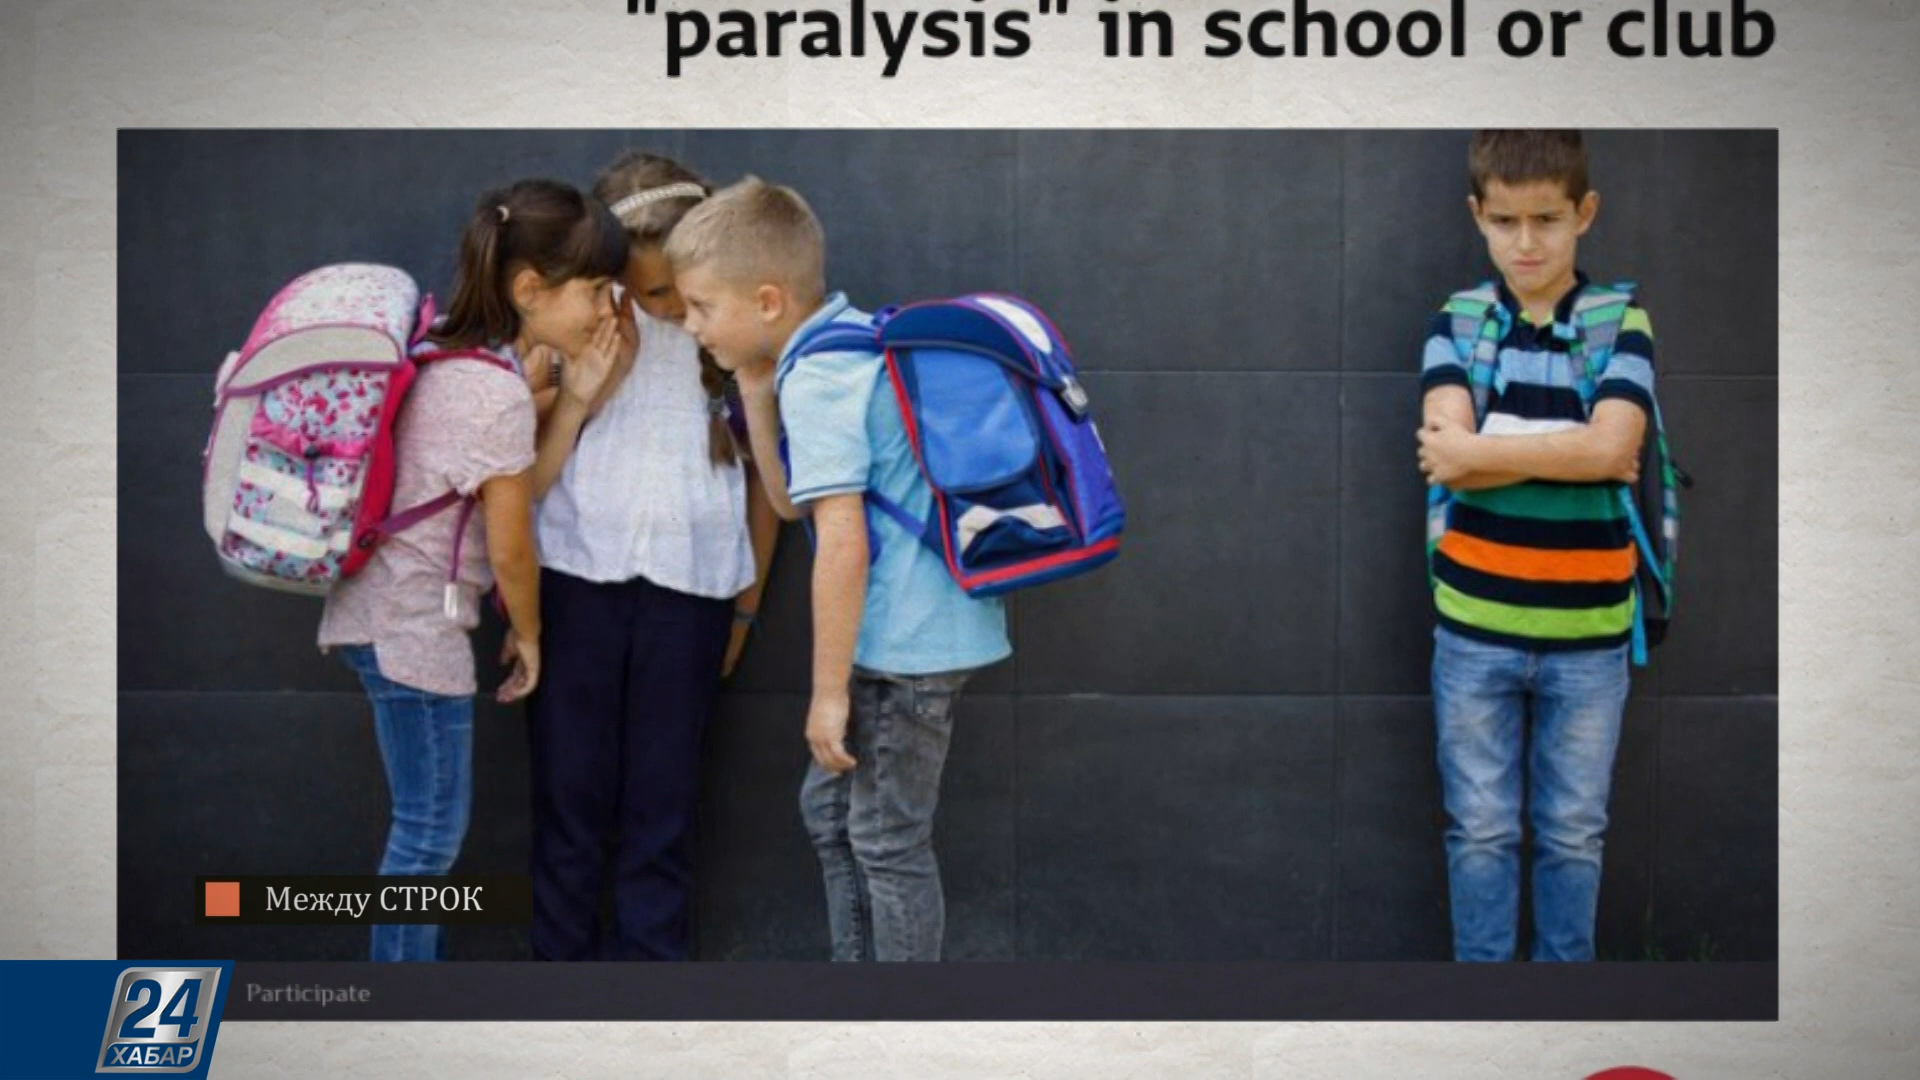 "paralysis" in school or club
Между СТРОК
Participate
24
ХАБАР